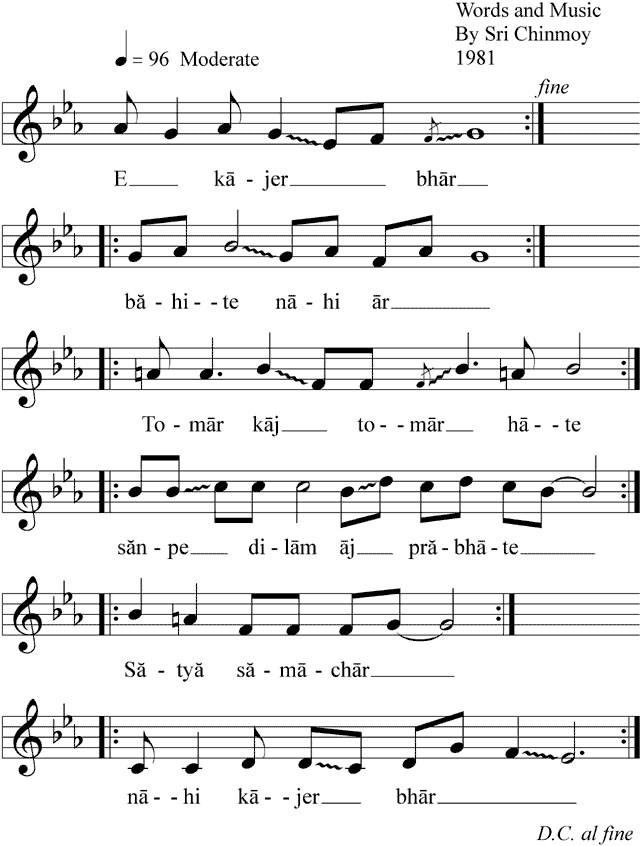 Words and Music
By Sri Chinmoy
1981
♩ = 96 Moderate
fine
E kā - jer bhār
bă - hi - te nā - hi ār
To - mār kāj to - mār hā - te
săn - pe di - lām āj pră - bhā - te
Să - tyă să - mā - chār
nā - hi kā - jer bhār
D.C. al fine